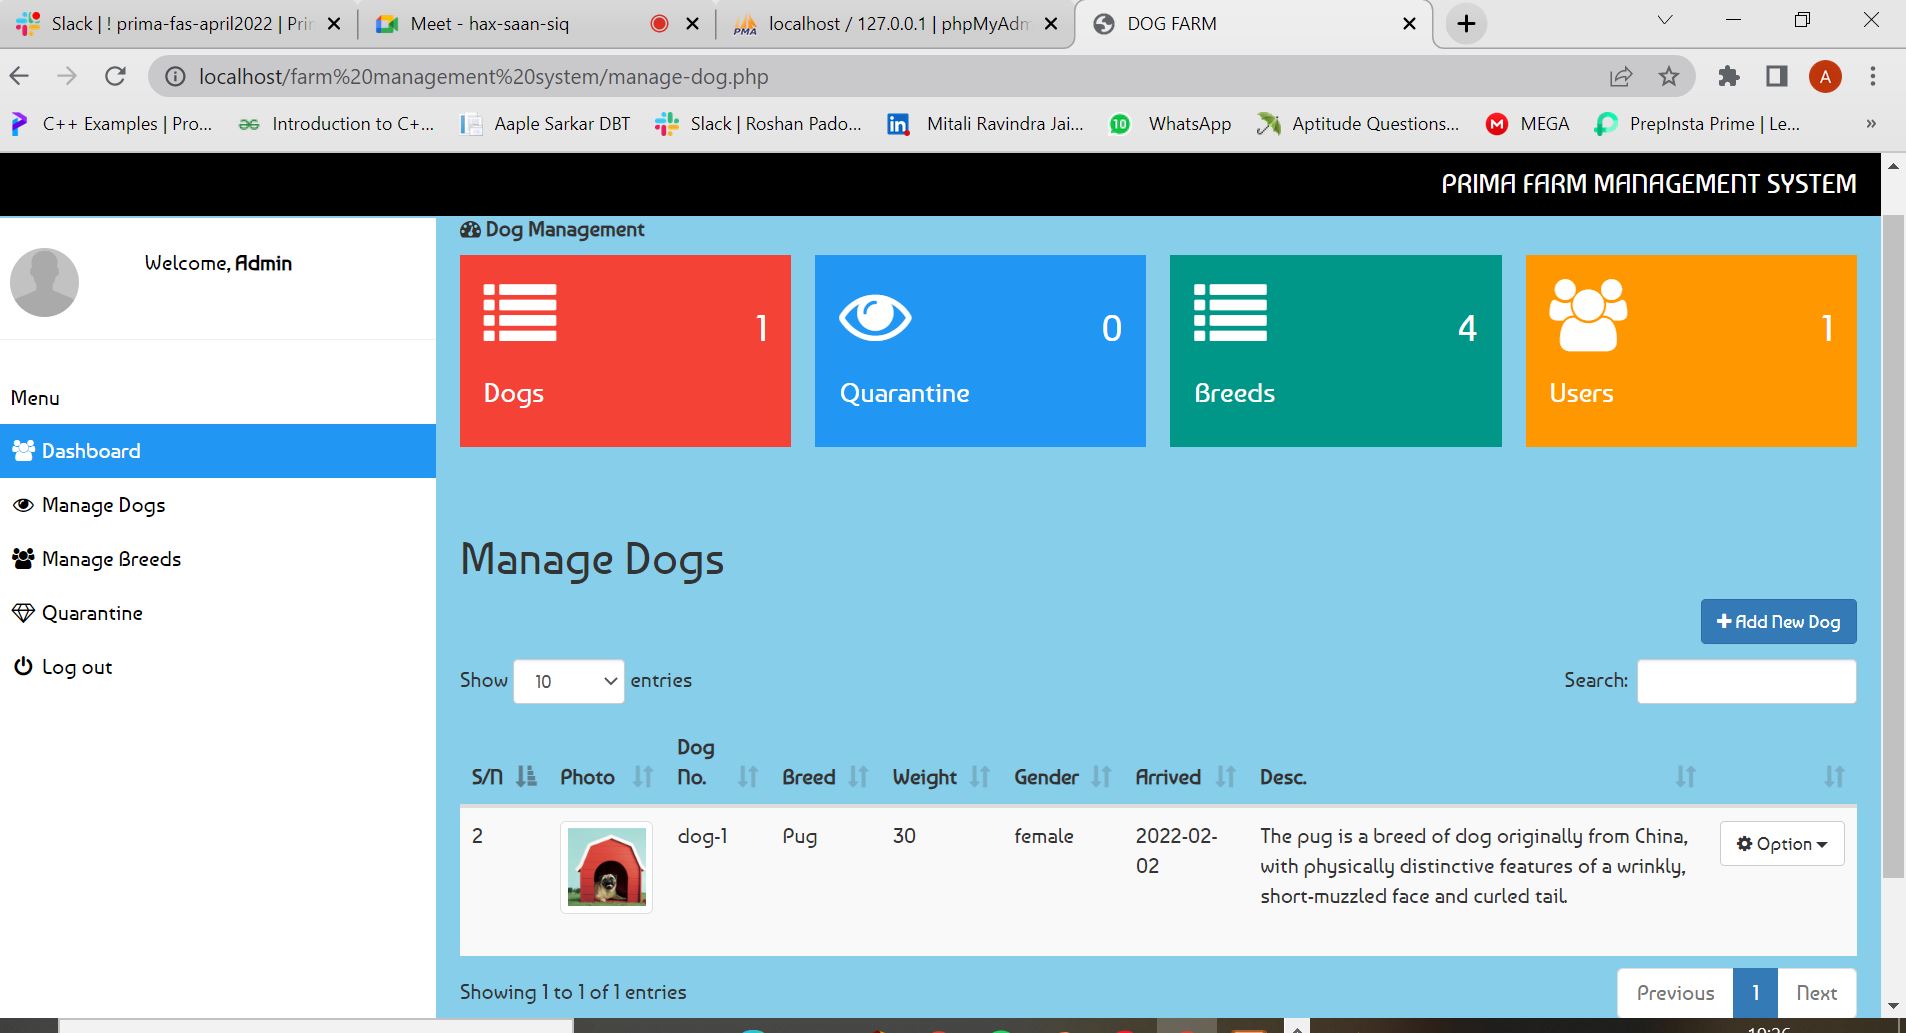 Slack | ! prima-fas-april2022 | Pri
Meet - hax-saan-siq
localhost / 127.0.0.1 | phpMyAdm
DOG FARM
localhost/farm%20management%20system/manage-dog.php
A
C++ Examples | Pro...
Introduction to C+...
Aaple Sarkar DBT
Slack | Roshan Pado...
Mitali Ravindra Jai...
10
WhatsApp
Aptitude Questions...
MEGA
PrepInsta Prime | Le...
»
PRIMA FARM MANAGEMENT SYSTEM
Welcome, Admin
Menu
Dashboard
Manage Dogs
Manage Breeds
Quarantine
Log out
Dog Management
1
Dogs
0
Quarantine
4
Breeds
1
Users
Manage Dogs
Add New Dog
Show 10 entries
Search:
S/N Photo Dog No. Breed Weight Gender Arrived Desc.
2 dog-1 Pug 30 female 2022-02-02
The pug is a breed of dog originally from China,
with physically distinctive features of a wrinkly,
short-muzzled face and curled tail.
Option
Showing 1 to 1 of 1 entries
Previous 1 Next